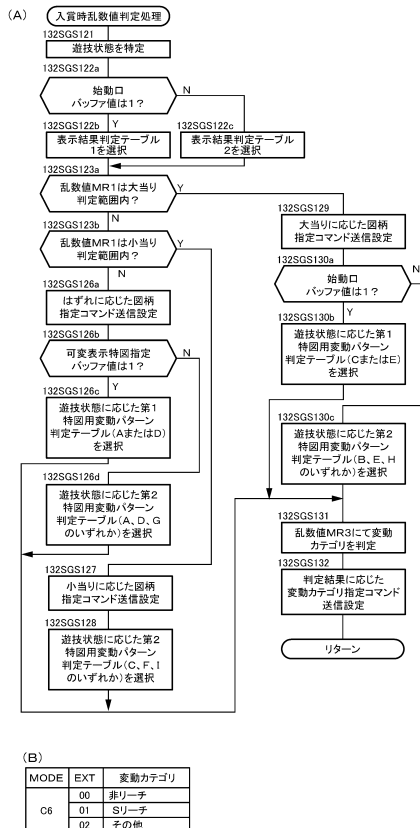 (A)
入賞時乱数値判定処理
132SGS121
遊技状態を特定
132SGS122a
始動口
バッファ値は1？
N
Y
132SGS122b
表示結果判定テーブル
1を選択
132SGS122c
表示結果判定テーブル
2を選択
132SGS123a
乱数値MR1は大当り
判定範囲内？
Y
N
132SGS123b
乱数値MR1は小当り
判定範囲内？
Y
N
132SGS126a
はずれに応じた図柄
指定コマンド送信設定
132SGS126b
可変表示特図指定
バッファ値は1？
N
Y
132SGS126c
遊技状態に応じた第1
特図用変動パターン
判定テーブル(AまたはD)
を選択
132SGS126d
遊技状態に応じた第2
特図用変動パターン
判定テーブル(A、D、G
のいずれか)を選択
132SGS127
小当りに応じた図柄
指定コマンド送信設定
132SGS128
遊技状態に応じた第2
特図用変動パターン
判定テーブル(C、F、I
のいずれか)を選択
132SGS129
大当りに応じた図柄
指定コマンド送信設定
132SGS130a
始動口
バッファ値は1？
N
Y
132SGS130b
遊技状態に応じた第1
特図用変動パターン
判定テーブル(CまたはE)
を選択
132SGS130c
遊技状態に応じた第2
特図用変動パターン
判定テーブル(B、E、H
のいずれか)を選択
132SGS131
乱数値MR3にて変動
カテゴリを判定
132SGS132
判定結果に応じた
変動カテゴリ指定コマンド
送信設定
リターン
(B)
MODE EXT 変動カテゴリ
C6 00 非リーチ
01 Sリーチ
02 その他